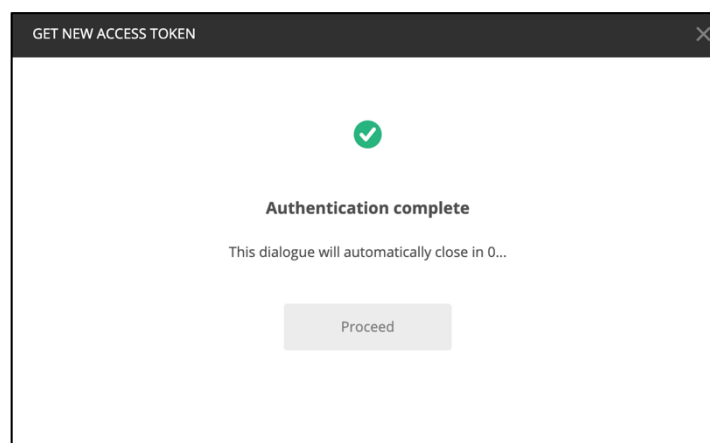 GET NEW ACCESS TOKEN
Authentication complete
This dialogue will automatically close in 0...
Proceed